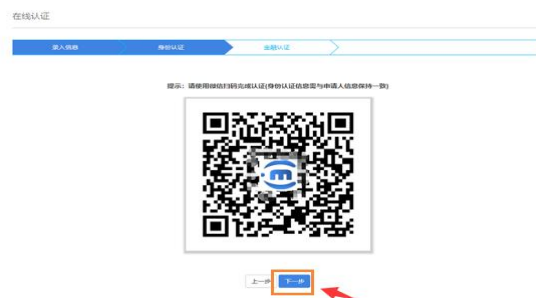 在线认证
录入信息
身份认证
金融认证
提示：请使用微信扫码完成认证(身份认证信息需与申请人信息保持一致)
上一步
下一步